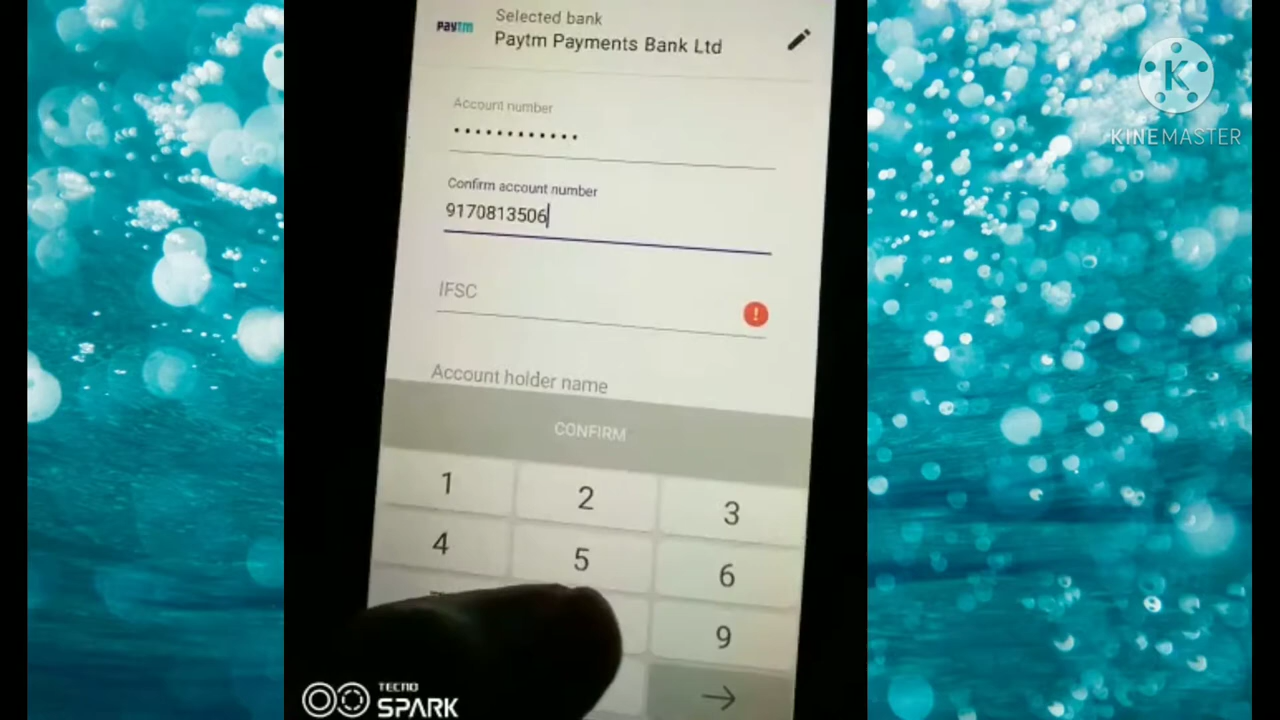 Selected bank
paytm
Paytm Payments Bank Ltd
Account number
••••••••••••
Confirm account number
9170813506
IFSC
!
Account holder name
CONFIRM
1 2 3
4 5 6
9
K
KINEMASTER
TECNO
SPARK